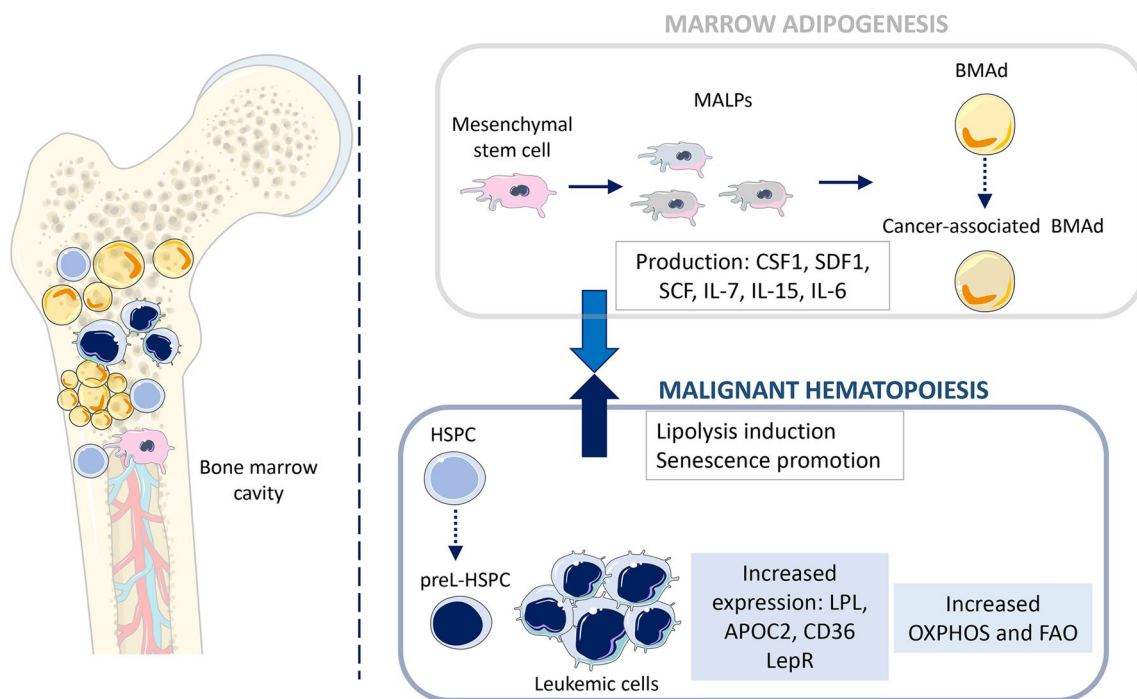 MARROW ADIPOGENESIS
BMAd
MALPs
Mesenchymal
stem cell
Cancer-associated BMAd
Production: CSF1, SDF1,
SCF, IL-7, IL-15, IL-6
MALIGNANT HEMATOPOIESIS
HSPC
Lipolysis induction
Senescence promotion
Bone marrow
cavity
preL-HSPC
Increased
expression: LPL,
APOC2, CD36
LepR
Increased
OXPHOS and FAO
Leukemic cells